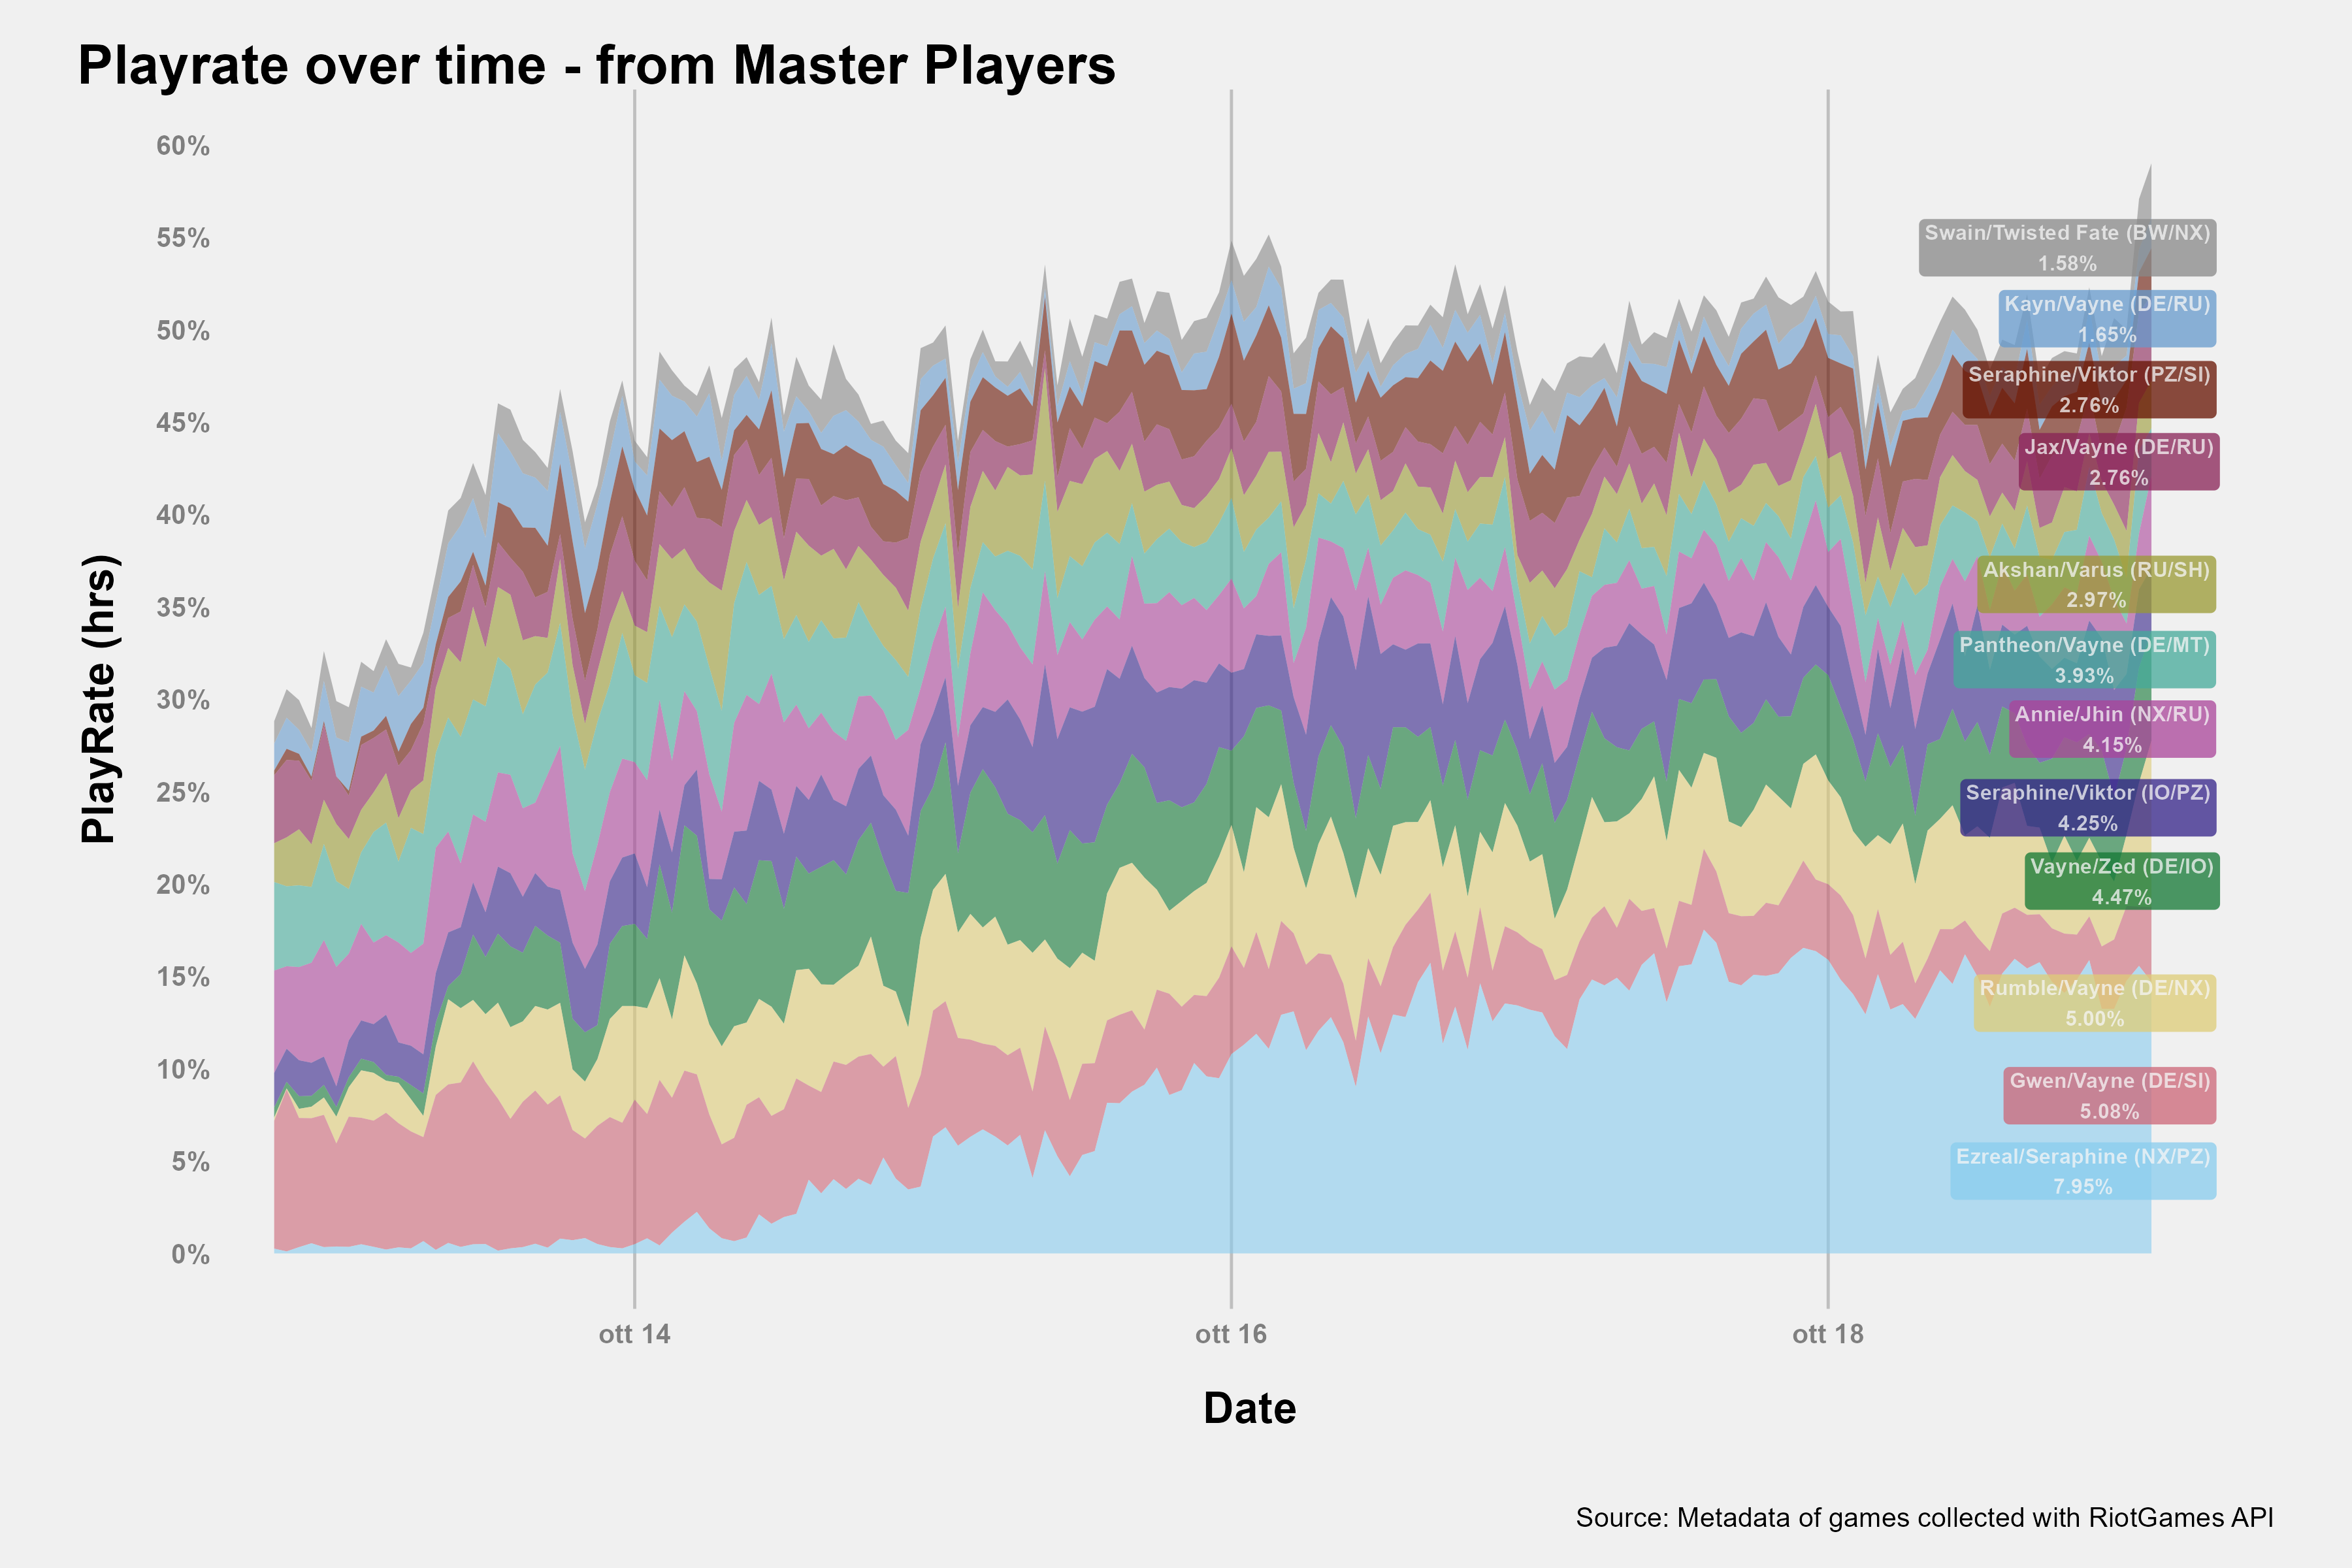 Playrate over time - from Master Players
PlayRate (hrs)
60%
55%
50%
45%
40%
35%
30%
25%
20%
15%
10%
5%
0%
Swain/Twisted Fate (BW/NX)
1.58%
Kayn/Vayne (DE/RU)
1.65%
Seraphine/Viktor (PZ/SI)
2.76%
Jax/Vayne (DE/RU)
2.76%
Akshan/Varus (RU/SH)
2.97%
Pantheon/Vayne (DE/MT)
3.93%
Annie/Jhin (NX/RU)
4.15%
Seraphine/Viktor (IO/PZ)
4.25%
Vayne/Zed (DE/IO)
4.47%
Rumble/Vayne (DE/NX)
5.00%
Gwen/Vayne (DE/SI)
5.08%
Ezreal/Seraphine (NX/PZ)
7.95%
ott 14
ott 16
ott 18
Date
Source: Metadata of games collected with RiotGames API